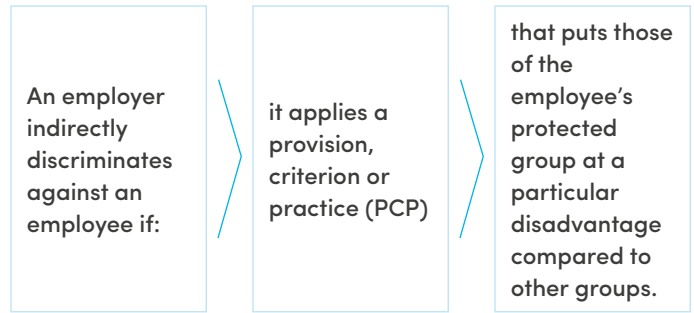 An employer
indirectly
discriminates
against an
employee if:
it applies a
provision,
criterion or
practice (PCP)
that puts those
of the
employee's
protected
group at a
particular
disadvantage
compared to
other groups.